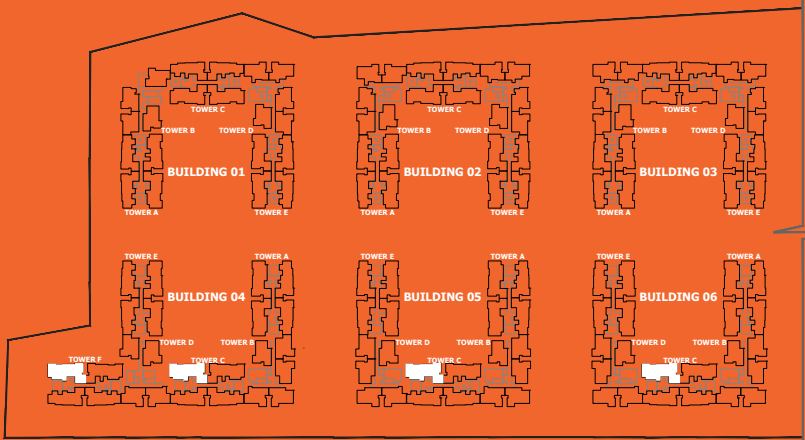 TOWER C TOWER C TOWER C
TOWER B TOWER D TOWER B TOWER D TOWER B TOWER D
BUILDING 01 BUILDING 02 BUILDING 03
TOWER A TOWER E TOWER A TOWER E TOWER A TOWER E
TOWER E TOWER A TOWER E TOWER A TOWER E TOWER A
BUILDING 04 BUILDING 05 BUILDING 06
TOWER D TOWER B TOWER D TOWER B TOWER D TOWER B
TOWER F TOWER C TOWER C TOWER C